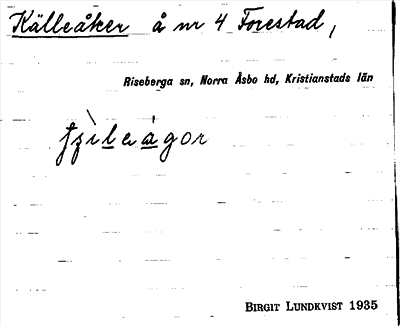 Källeåker å nr 4 Forestad,
Riseberga sn, Norra Åsbo hd, Kristianstads län
BIRGIT LUNDKVIST 1935